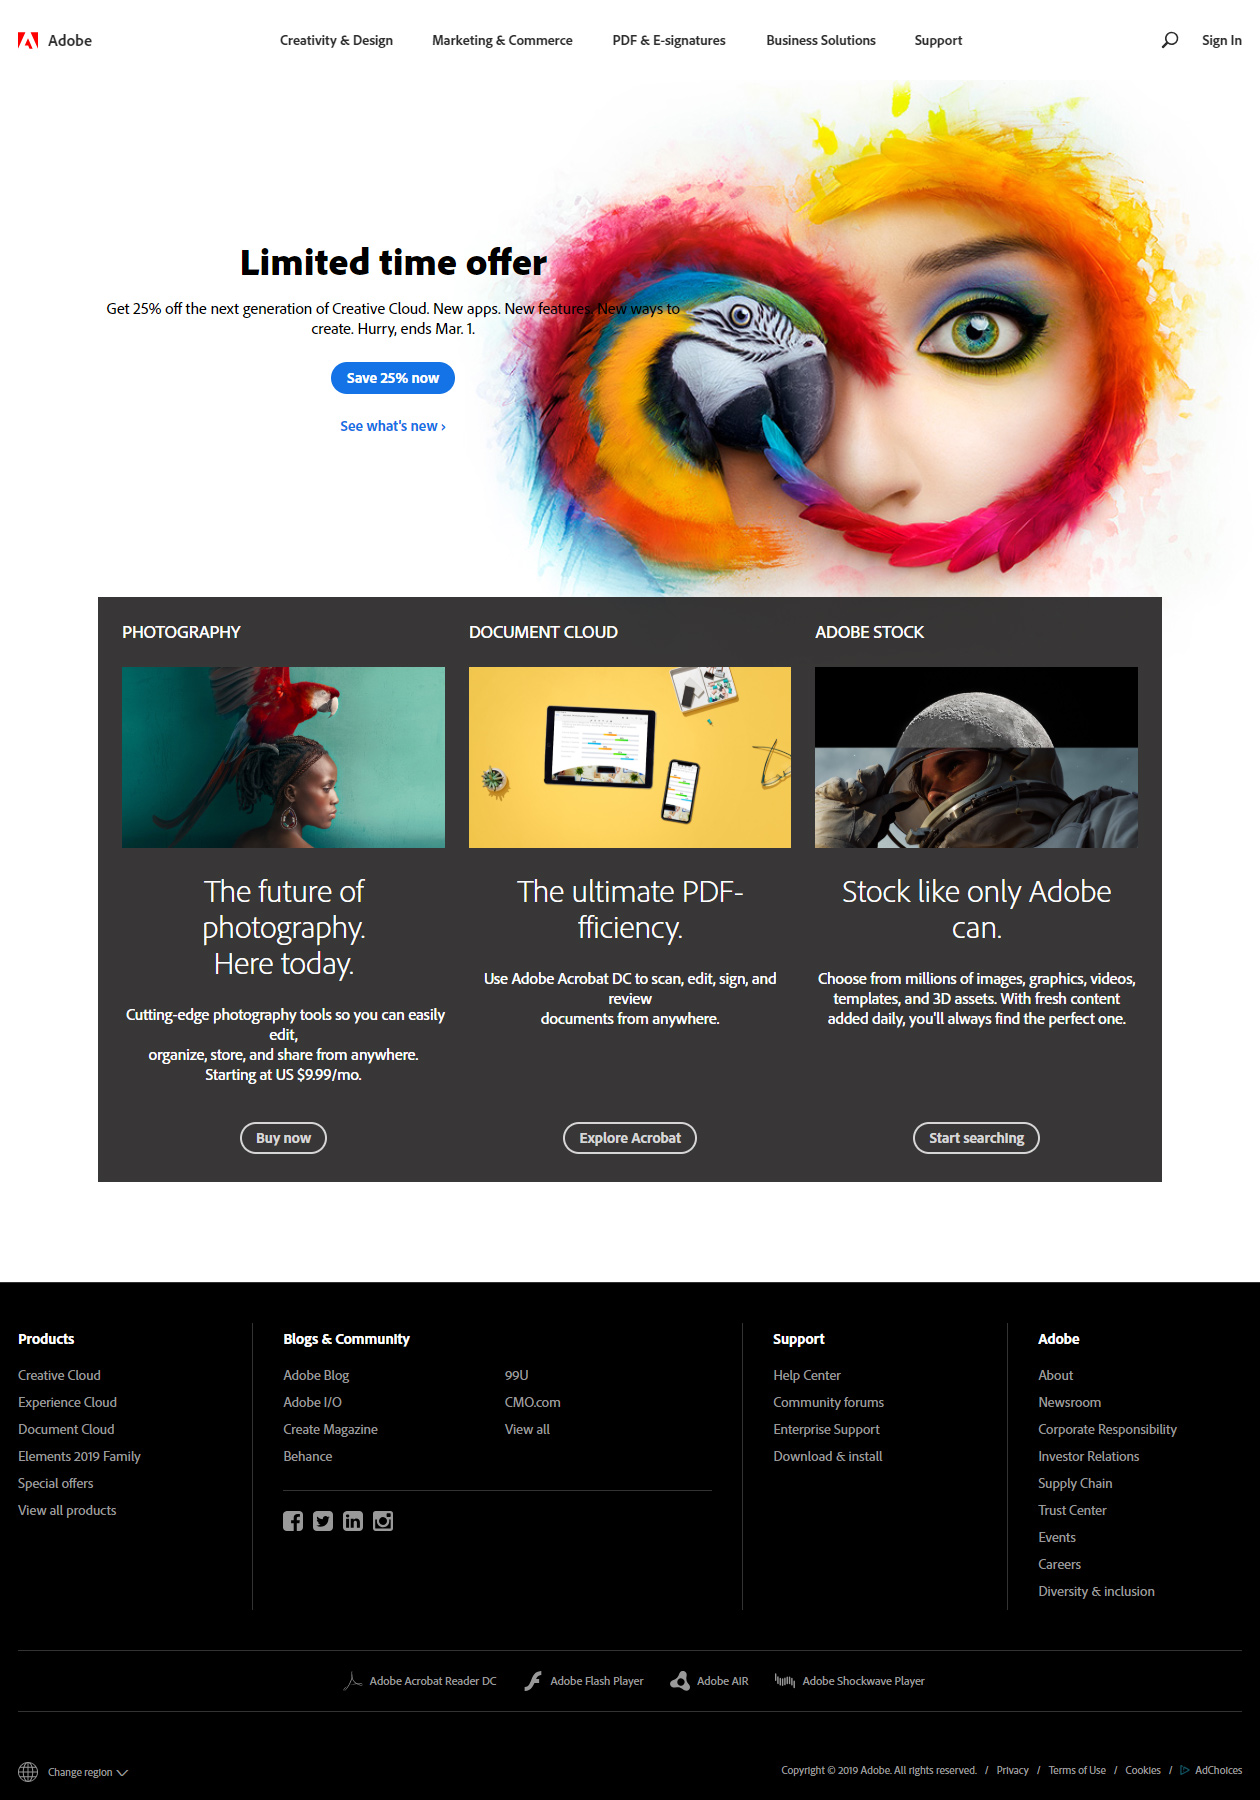 Adobe
Creativity & Design
Marketing & Commerce
PDF & E-signatures
Business Solutions
Support
Sign In
Limited time offer
Get 25% off the next generation of Creative Cloud. New apps. New features. New ways to
create. Hurry, ends Mar. 1.
Save 25% now
See what's new ›
PHOTOGRAPHY
The future of
photography.
Here today.
Cutting-edge photography tools so you can easily
edit,
organize, store, and share from anywhere.
Starting at US $9.99/mo.
Buy now
DOCUMENT CLOUD
The ultimate PDF-
fficiency.
Use Adobe Acrobat DC to scan, edit, sign, and
review
documents from anywhere.
Explore Acrobat
ADOBE STOCK
Stock like only Adobe
can.
Choose from millions of images, graphics, videos,
templates, and 3D assets. With fresh content
added daily, you'll always find the perfect one.
Start searching
Products
Creative Cloud
Experience Cloud
Document Cloud
Elements 2019 Family
Special offers
View all products
Blogs & Community
Adobe Blog
Adobe I/O
Create Magazine
Behance
99U
CMO.com
View all
Support
Help Center
Community forums
Enterprise Support
Download & install
Adobe
About
Newsroom
Corporate Responsibility
Investor Relations
Supply Chain
Trust Center
Events
Careers
Diversity & inclusion
Adobe Acrobat Reader DC
Adobe Flash Player
Adobe AIR
Adobe Shockwave Player
Change region
Copyright © 2019 Adobe. All rights reserved. / Privacy / Terms of Use / Cookies / AdChoices